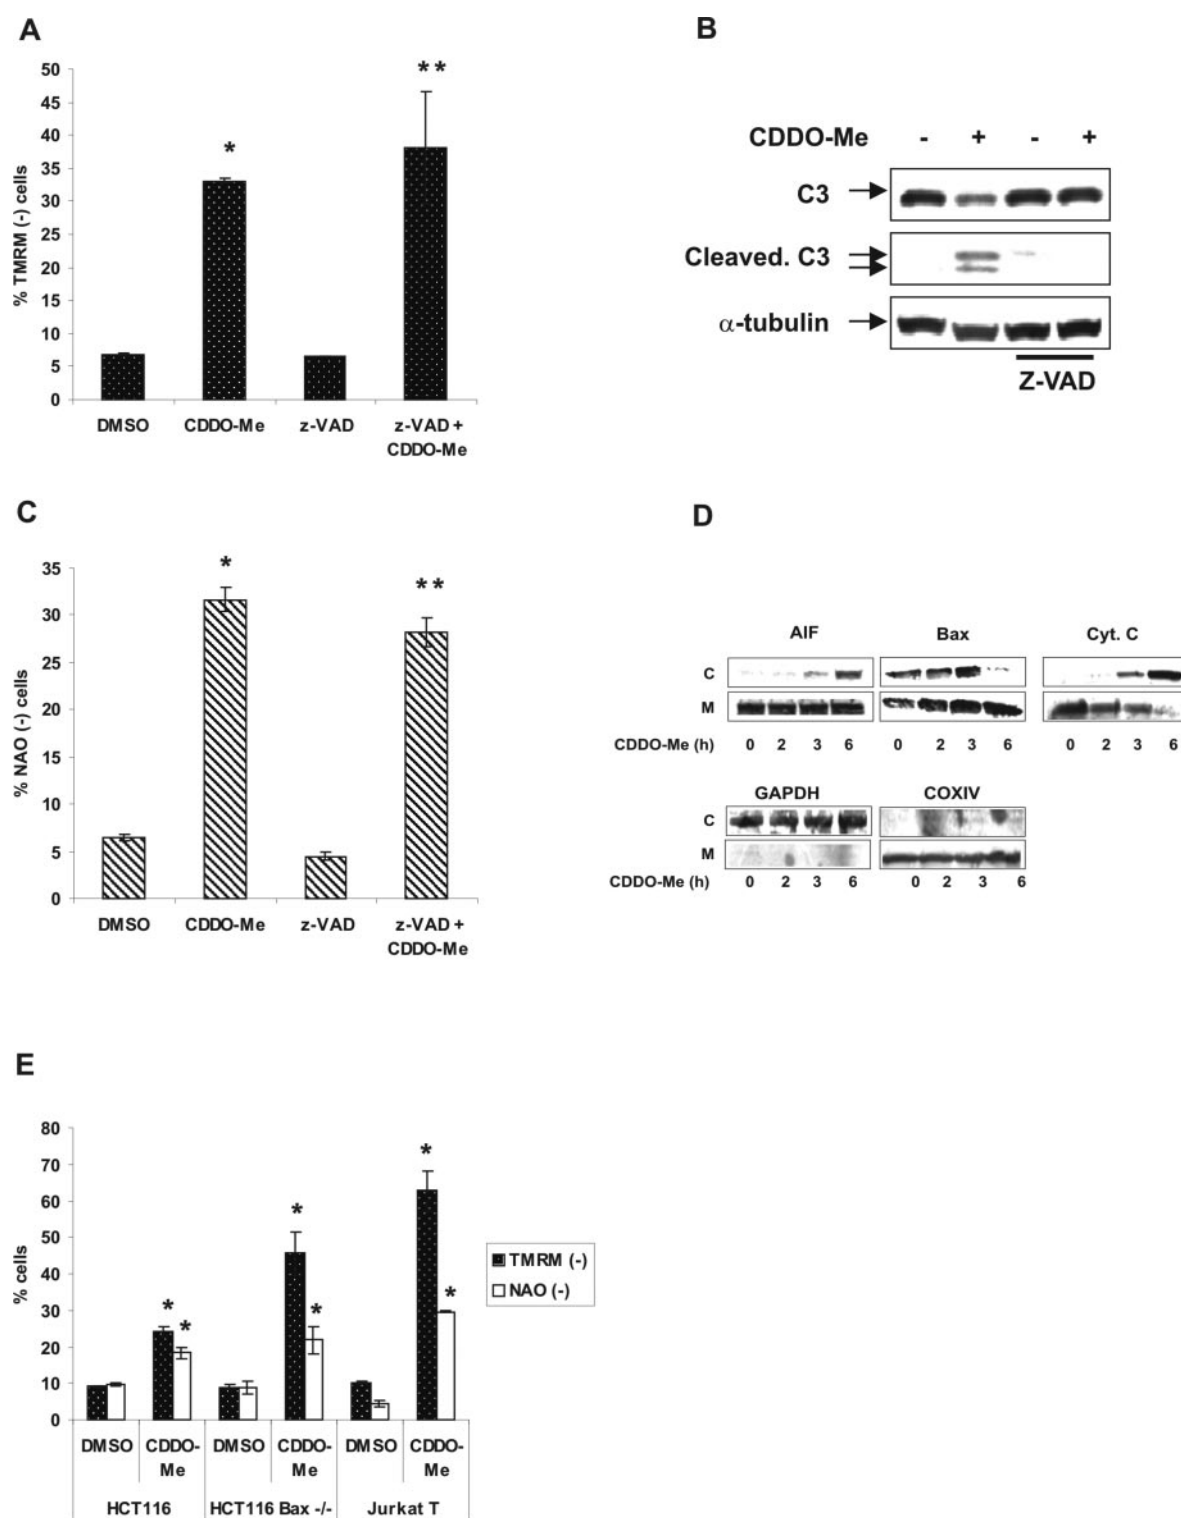 A
50
45
40
35
30
25
20
15
10
5
0
% TMRM (-) cells
*
* *
DMSO CDDO-Me z-VAD z-VAD +
CDDO-Me
B
CDDO-Me - + - +
C3
Cleaved. C3
α-tubulin
Z-VAD
C
35
30
25
20
15
10
5
0
% NAO (-) cells
*
* *
DMSO CDDO-Me z-VAD z-VAD +
CDDO-Me
D
AIF Bax Cyt. C
C
M
CDDO-Me (h) 0 2 3 6 0 2 3 6 0 2 3 6
GAPDH COXIV
C
M
CDDO-Me (h) 0 2 3 6 0 2 3 6
E
80
70
60
50
40
30
20
10
0
% cells
* *
* *
* *
TMRM (-)
NAO (-)
DMSO CDDO- DMSO CDDO- DMSO CDDO-
Me Me Me
HCT116 HCT116 Bax -/- Jurkat T